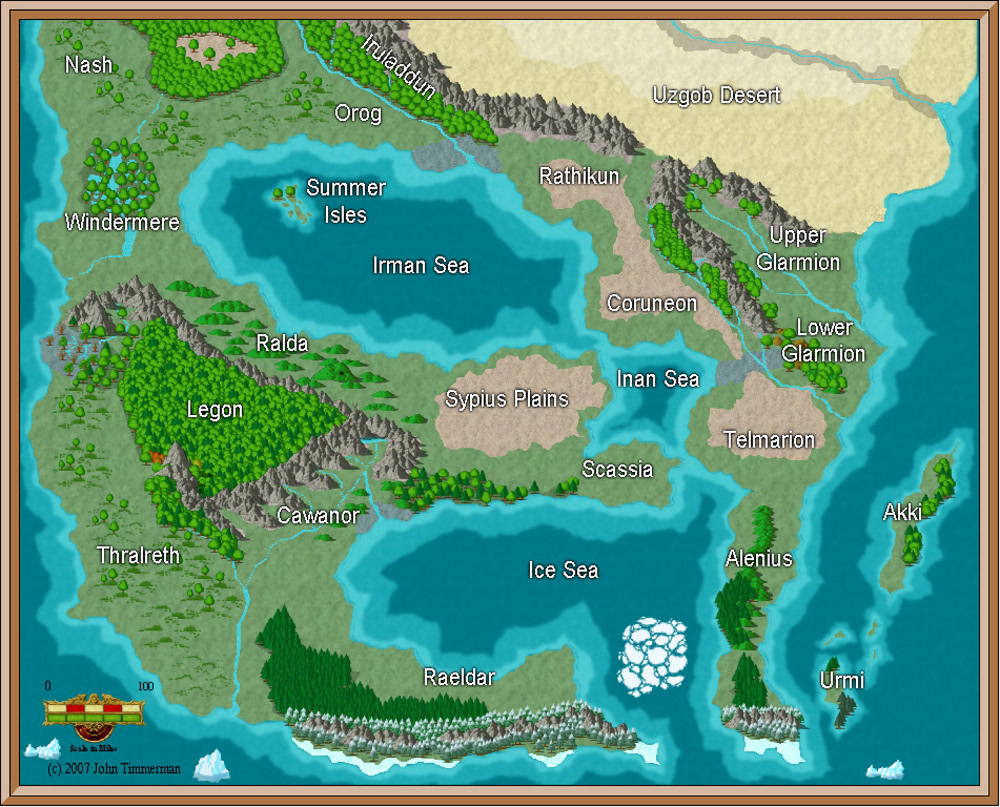 Nash
Iruladdun
Orog
Uzgob Desert
Rathikun
Summer
Isles
Windermere
Upper
Glarmion
Irman Sea
Coruneon
Lower
Glarmion
Ralda
Inan Sea
Sypius Plains
Legon
Telmarion
Scassia
Akki
Cawanor
Thralreth
Alenius
Ice Sea
Raeldar
Urmi
0 100
Scale in Miles
(c) 2007 John Timmerman